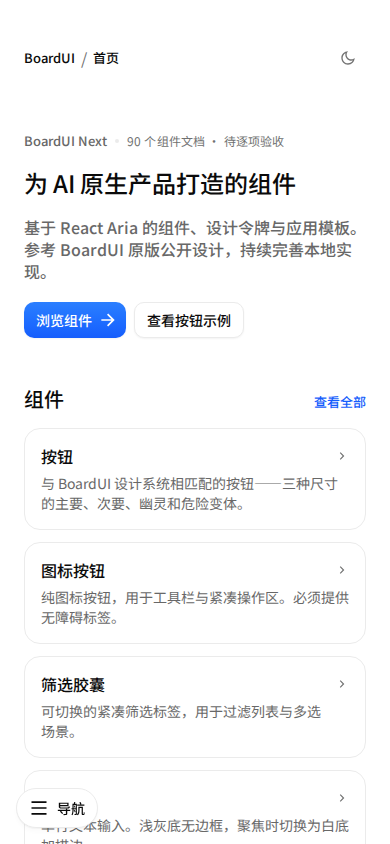 BoardUI / 首页
BoardUI Next • 90 个组件文档 • 待逐项验收
为 AI 原生产品打造的组件
基于 React Aria 的组件、设计令牌与应用模板。
参考 BoardUI 原版公开设计，持续完善本地实
现。
浏览组件 → 查看按钮示例
组件 查看全部
按钮
与 BoardUI 设计系统相匹配的按钮——三种尺寸
的主要、次要、幽灵和危险变体。
图标按钮
纯图标按钮，用于工具栏与紧凑操作区。必须提供
无障碍标签。
筛选胶囊
可切换的紧凑筛选标签，用于过滤列表与多选
场景。
导航
单行文本输入。浅灰底无边框，聚焦时切换为白底